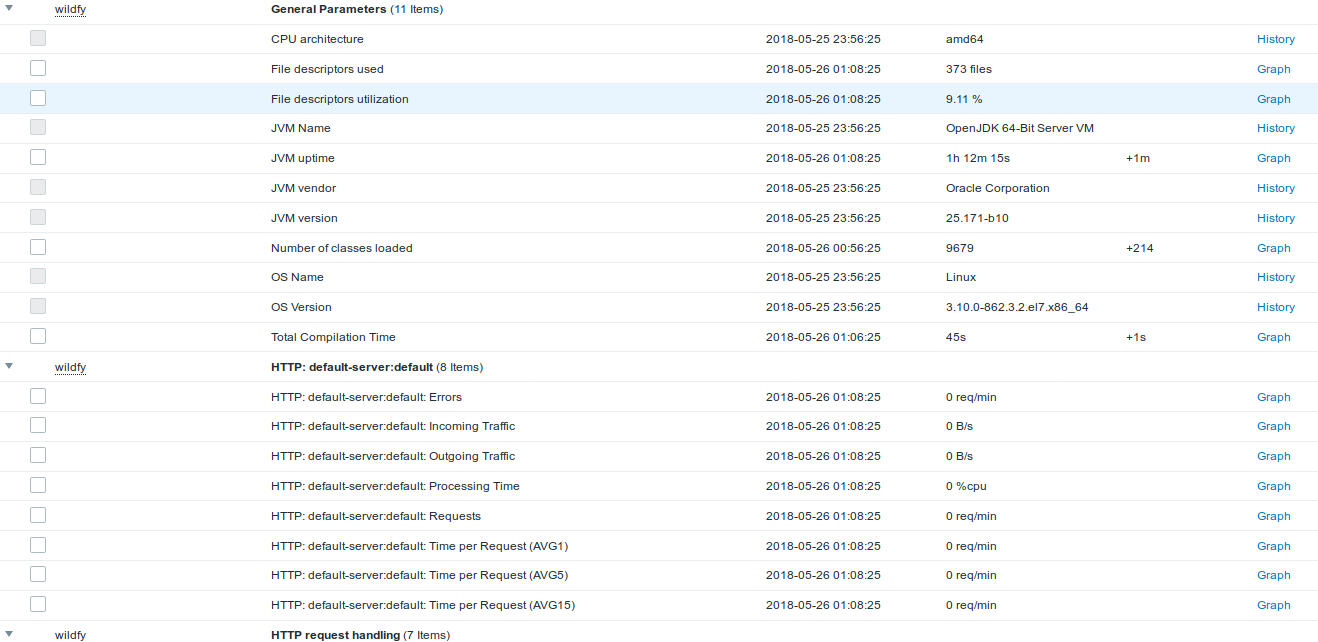 wildfy General Parameters (11 Items)
CPU architecture 2018-05-25 23:56:25 amd64 History
File descriptors used 2018-05-26 01:08:25 373 files Graph
File descriptors utilization 2018-05-26 01:08:25 9.11 % Graph
JVM Name 2018-05-25 23:56:25 OpenJDK 64-Bit Server VM History
JVM uptime 2018-05-26 01:08:25 1h 12m 15s +1m Graph
JVM vendor 2018-05-25 23:56:25 Oracle Corporation History
JVM version 2018-05-25 23:56:25 25.171-b10 History
Number of classes loaded 2018-05-26 00:56:25 9679 +214 Graph
OS Name 2018-05-25 23:56:25 Linux History
OS Version 2018-05-25 23:56:25 3.10.0-862.3.2.el7.x86_64 History
Total Compilation Time 2018-05-26 01:06:25 45s +1s Graph
wildfy HTTP: default-server:default (8 Items)
HTTP: default-server:default: Errors 2018-05-26 01:08:25 0 req/min Graph
HTTP: default-server:default: Incoming Traffic 2018-05-26 01:08:25 0 B/s Graph
HTTP: default-server:default: Outgoing Traffic 2018-05-26 01:08:25 0 B/s Graph
HTTP: default-server:default: Processing Time 2018-05-26 01:08:25 0 %cpu Graph
HTTP: default-server:default: Requests 2018-05-26 01:08:25 0 req/min Graph
HTTP: default-server:default: Time per Request (AVG1) 2018-05-26 01:08:25 0 req/min Graph
HTTP: default-server:default: Time per Request (AVG5) 2018-05-26 01:08:25 0 req/min Graph
HTTP: default-server:default: Time per Request (AVG15) 2018-05-26 01:08:25 0 req/min Graph
wildfy HTTP request handling (7 Items)